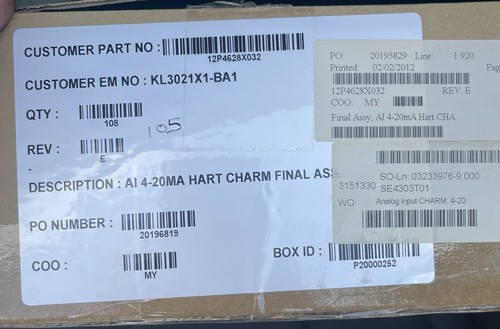 CUSTOMER PART NO :
12P4628X032
CUSTOMER EM NO : KL3021X1-BA1
QTY :
108
105
REV :
E
DESCRIPTION : AI 4-20MA HART CHARM FINAL ASS
PO NUMBER :
20196819
COO :
MY
BOX ID :
P20000252
PO: 20195829 Line: 1 920
Printed: 02/02/2012 Pag
12P4628X032 REV. E
COO: MY
Final Assy, AI 4-20mA Hart CHA
SO-Ln: 03233976-9.000
3151330 SE4303T01
WO Analog Input CHARM; 4-20